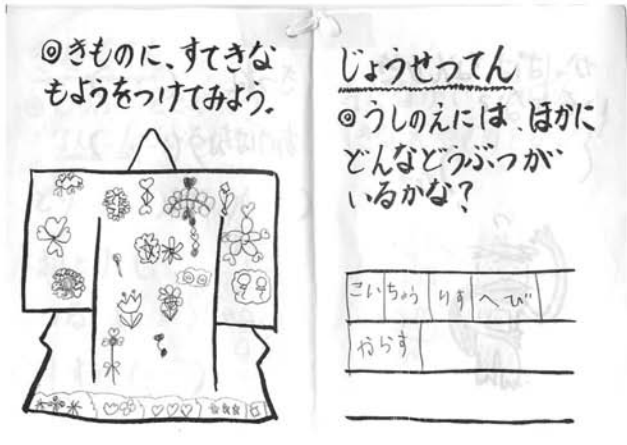 ◎きものに、すてきな
もようをつけてみよう。
じょうせつてん
◎うしのえには、ほかに
どんなどうぶつが
いるかな？
こい ちょう りす へび
からす